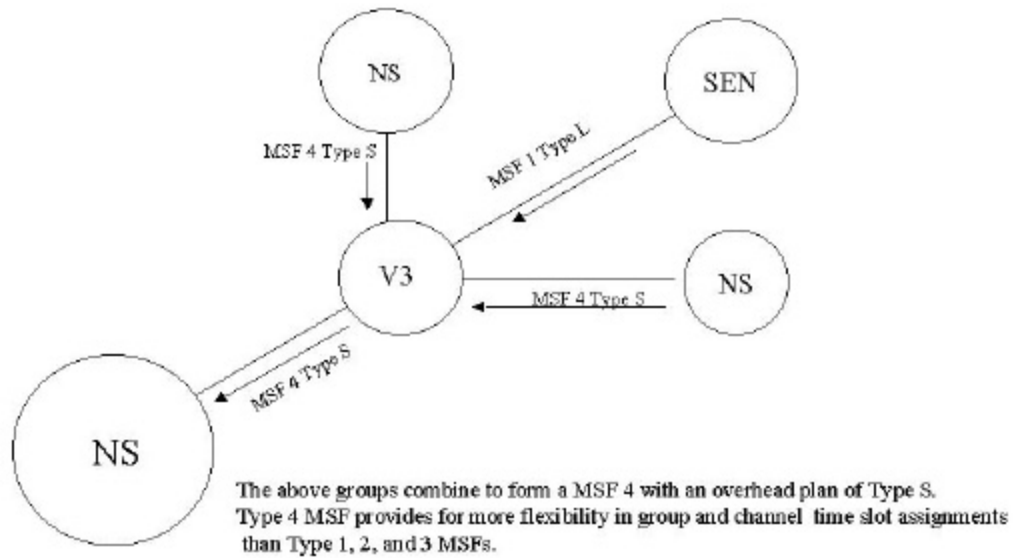 NS
SEN
MSF 4 Type S
MSF 1 Type L
V3
NS
MSF 4 Type S
MSF 4 Type S
NS
The above groups combine to form a MSF 4 with an overhead plan of Type S.
Type 4 MSF provides for more flexibility in group and channel time slot assignments
than Type 1, 2, and 3 MSFs.